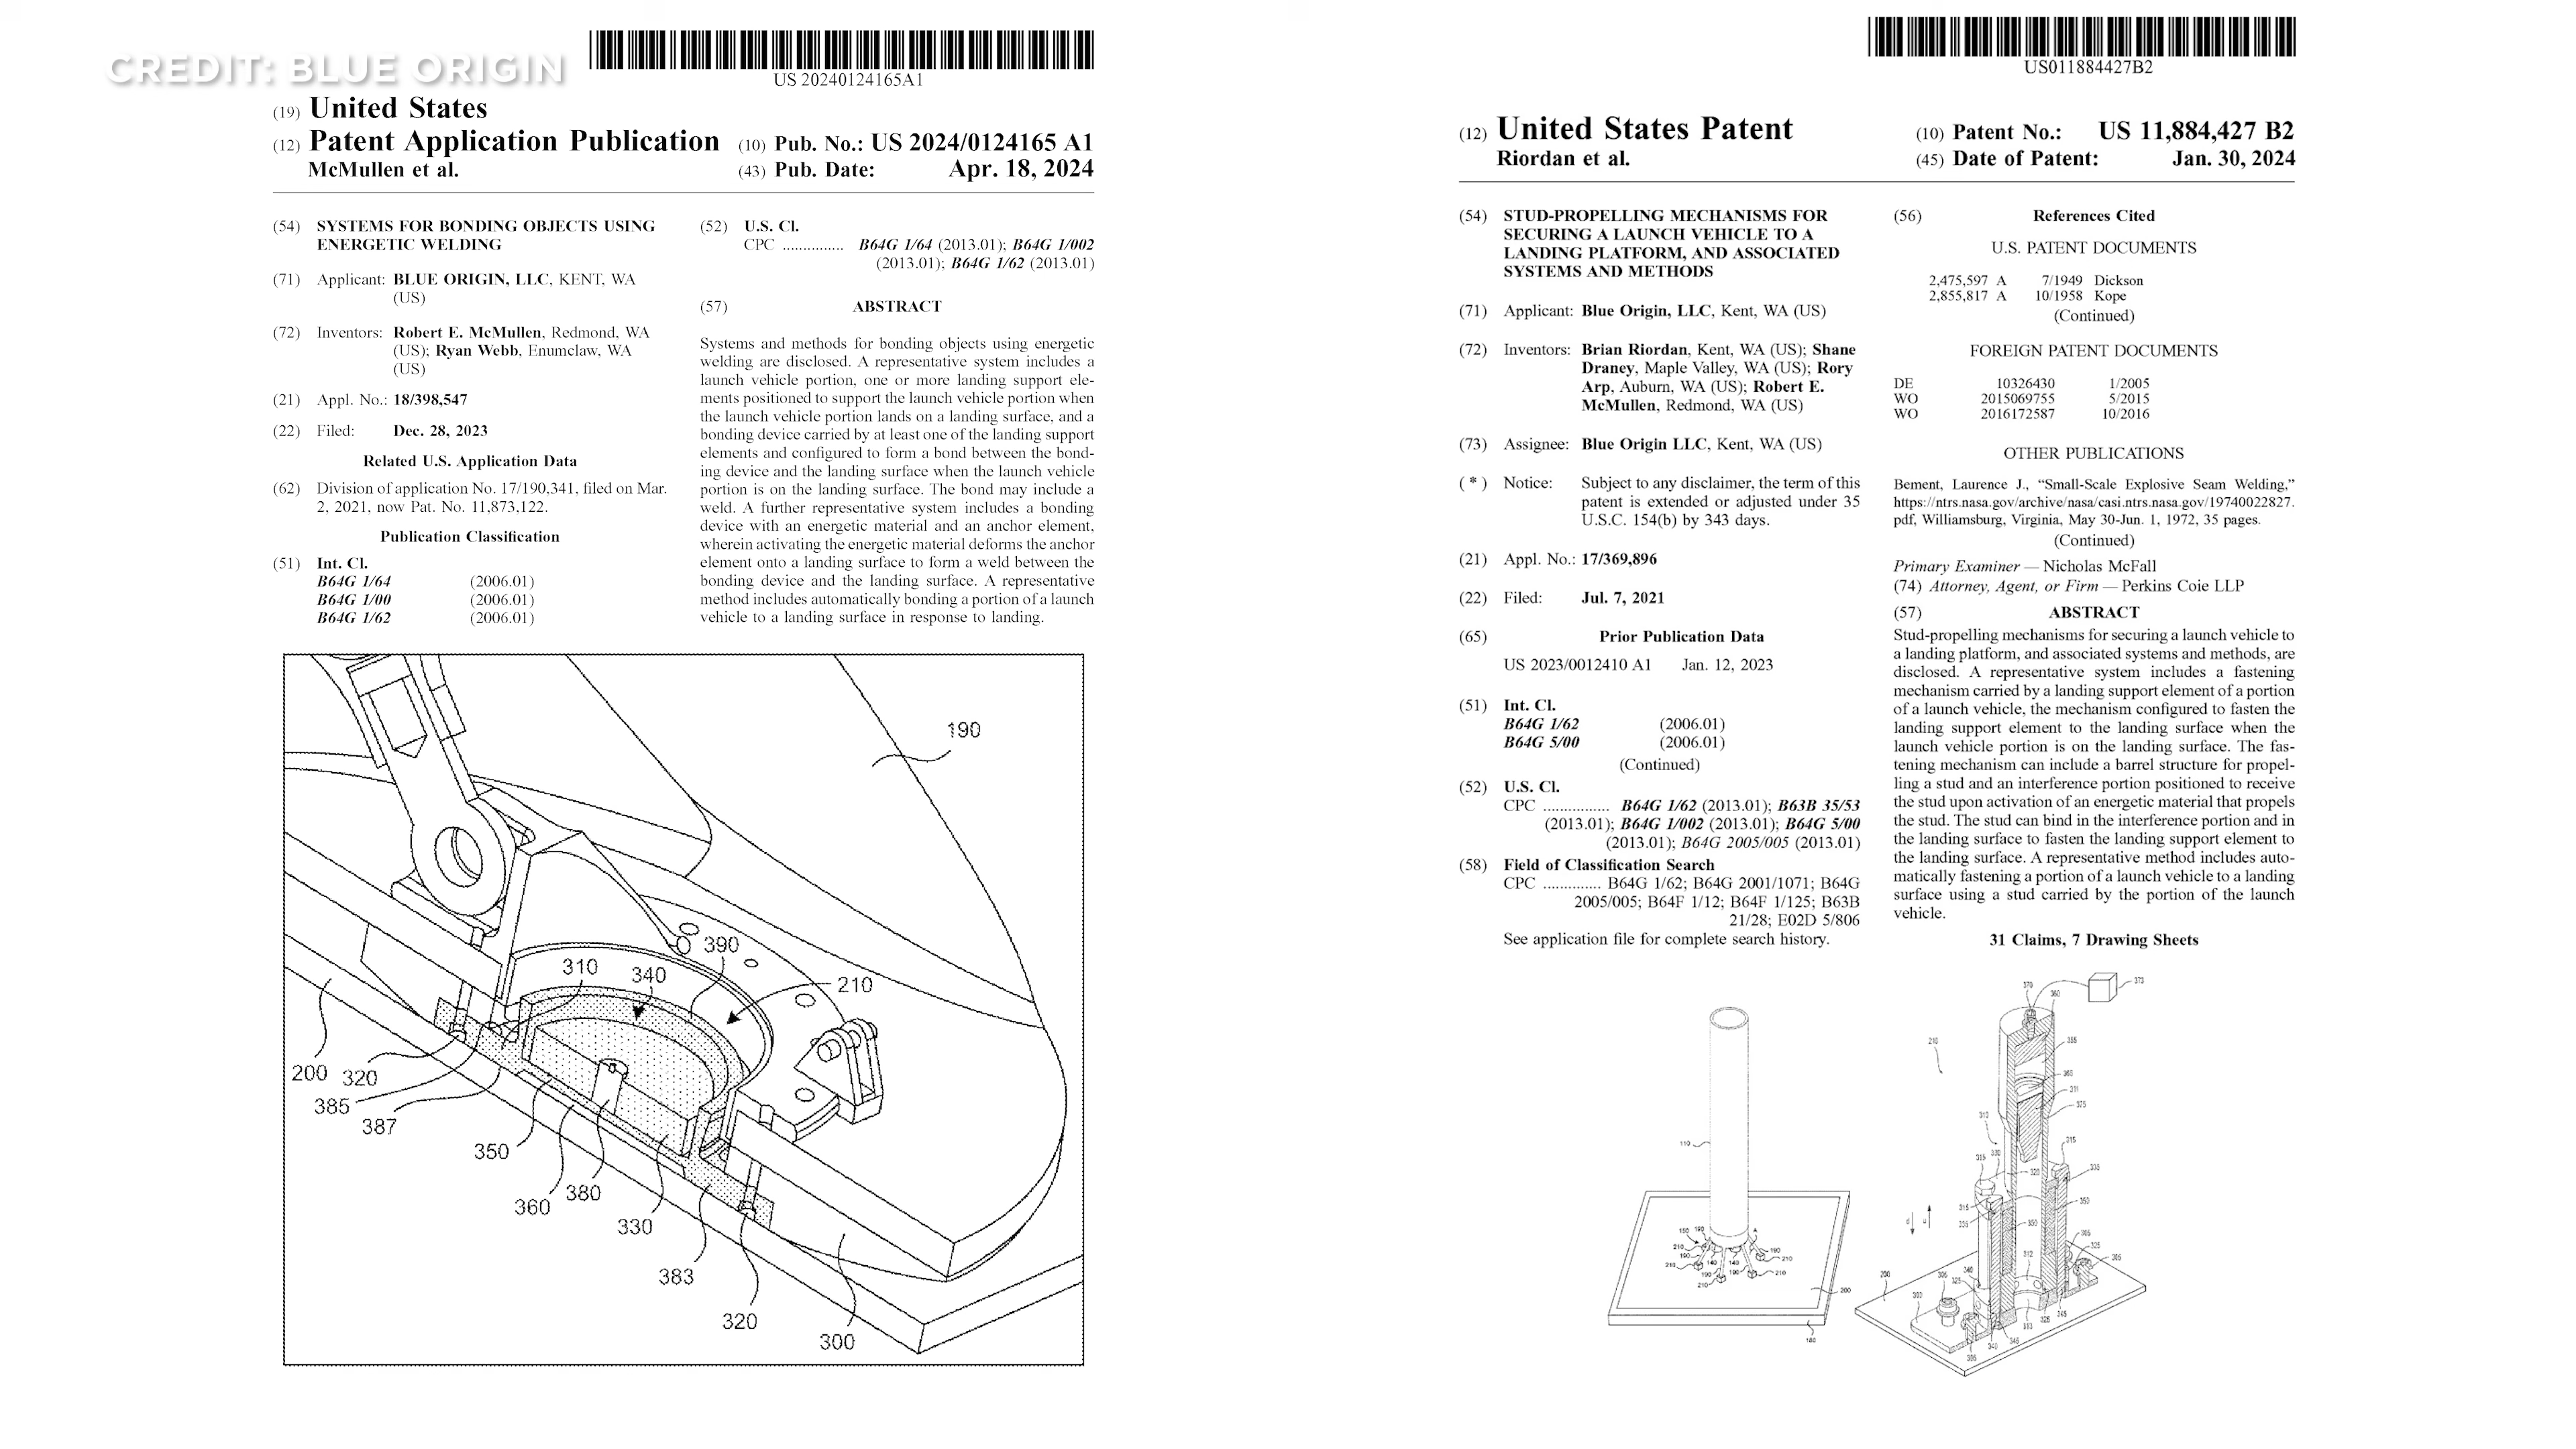 CREDIT: BLUE ORIGIN
US 20240124165A1
(19) United States
(12) Patent Application Publication
McMullen et al.
(10) Pub. No.: US 2024/0124165 A1
(43) Pub. Date: Apr. 18, 2024
(54) SYSTEMS FOR BONDING OBJECTS USING
ENERGETIC WELDING
(71) Applicant: BLUE ORIGIN, LLC, KENT, WA
(US)
(72) Inventors: Robert E. McMullen, Redmond, WA
(US); Ryan Webb, Enumclaw, WA
(US)
(21) Appl. No.: 18/398,547
(22) Filed: Dec. 28, 2023
Related U.S. Application Data
(62) Division of application No. 17/190,341, filed on Mar.
2, 2021, now Pat. No. 11,873,122.
Publication Classification
(51) Int. Cl.
B64G 1/64 (2006.01)
B64G 1/00 (2006.01)
B64G 1/62 (2006.01)
(52) U.S. Cl.
CPC ............... B64G 1/64 (2013.01); B64G 1/002
(2013.01); B64G 1/62 (2013.01)
(57) ABSTRACT
Systems and methods for bonding objects using energetic
welding are disclosed. A representative system includes a
launch vehicle portion, one or more landing support ele-
ments positioned to support the launch vehicle portion when
the launch vehicle portion lands on a landing surface, and a
bonding device carried by at least one of the landing support
elements and configured to form a bond between the bond-
ing device and the landing surface when the launch vehicle
portion is on the landing surface. The bond may include a
weld. A further representative system includes a bonding
device with an energetic material and an anchor element,
wherein activating the energetic material deforms the anchor
element onto a landing surface to form a weld between the
bonding device and the landing surface. A representative
method includes automatically bonding a portion of a launch
vehicle to a landing surface in response to landing.
190
390
310
340
210
200
320
385
387
350
360
380
330
383
320
300
US011884427B2
(12) United States Patent
Riordan et al.
(10) Patent No.: US 11,884,427 B2
(45) Date of Patent: Jan. 30, 2024
(54) STUD-PROPELLING MECHANISMS FOR
SECURING A LAUNCH VEHICLE TO A
LANDING PLATFORM, AND ASSOCIATED
SYSTEMS AND METHODS
(71) Applicant: Blue Origin, LLC, Kent, WA (US)
(72) Inventors: Brian Riordan, Kent, WA (US); Shane
Draney, Maple Valley, WA (US); Rory
Arp, Auburn, WA (US); Robert E.
McMullen, Redmond, WA (US)
(73) Assignee: Blue Origin LLC, Kent, WA (US)
( * ) Notice: Subject to any disclaimer, the term of this
patent is extended or adjusted under 35
U.S.C. 154(b) by 343 days.
(21) Appl. No.: 17/369,896
(22) Filed: Jul. 7, 2021
(65) Prior Publication Data
US 2023/0012410 A1 Jan. 12, 2023
(51) Int. Cl.
B64G 1/62 (2006.01)
B64G 5/00 (2006.01)
(Continued)
(52) U.S. Cl.
CPC ................ B64G 1/62 (2013.01); B63B 35/53
(2013.01); B64G 1/002 (2013.01); B64G 5/00
(2013.01); B64G 2005/005 (2013.01)
(58) Field of Classification Search
CPC ............. B64G 1/62; B64G 2001/1071; B64G
2005/005; B64F 1/12; B64F 1/125; B63B
21/28; E02D 5/806
See application file for complete search history.
(56) References Cited
U.S. PATENT DOCUMENTS
2,475,597 A 7/1949 Dickson
2,855,817 A 10/1958 Kope
(Continued)
FOREIGN PATENT DOCUMENTS
DE 10326430 1/2005
WO 2015069755 5/2015
WO 2016172587 10/2016
OTHER PUBLICATIONS
Bement, Laurence J., “Small-Scale Explosive Seam Welding,”
https://ntrs.nasa.gov/archive/nasa/casi.ntrs.nasa.gov/19740022827.
pdf, Williamsburg, Virginia, May 30-Jun. 1, 1972, 35 pages.
(Continued)
Primary Examiner — Nicholas McFall
(74) Attorney, Agent, or Firm — Perkins Coie LLP
(57) ABSTRACT
Stud-propelling mechanisms for securing a launch vehicle to
a landing platform, and associated systems and methods, are
disclosed. A representative system includes a fastening
mechanism carried by a landing support element of a portion
of a launch vehicle, the mechanism configured to fasten the
landing support element to the landing surface when the
launch vehicle portion is on the landing surface. The fas-
tening mechanism can include a barrel structure for propel-
ling a stud and an interference portion positioned to receive
the stud upon activation of an energetic material that propels
the stud. The stud can bind in the interference portion and in
the landing surface to fasten the landing support element to
the landing surface. A representative method includes auto-
matically fastening a portion of a launch vehicle to a landing
surface using a stud carried by the portion of the launch
vehicle.
31 Claims, 7 Drawing Sheets
110
200
180
370
373
360
210
355
310
375
315
200